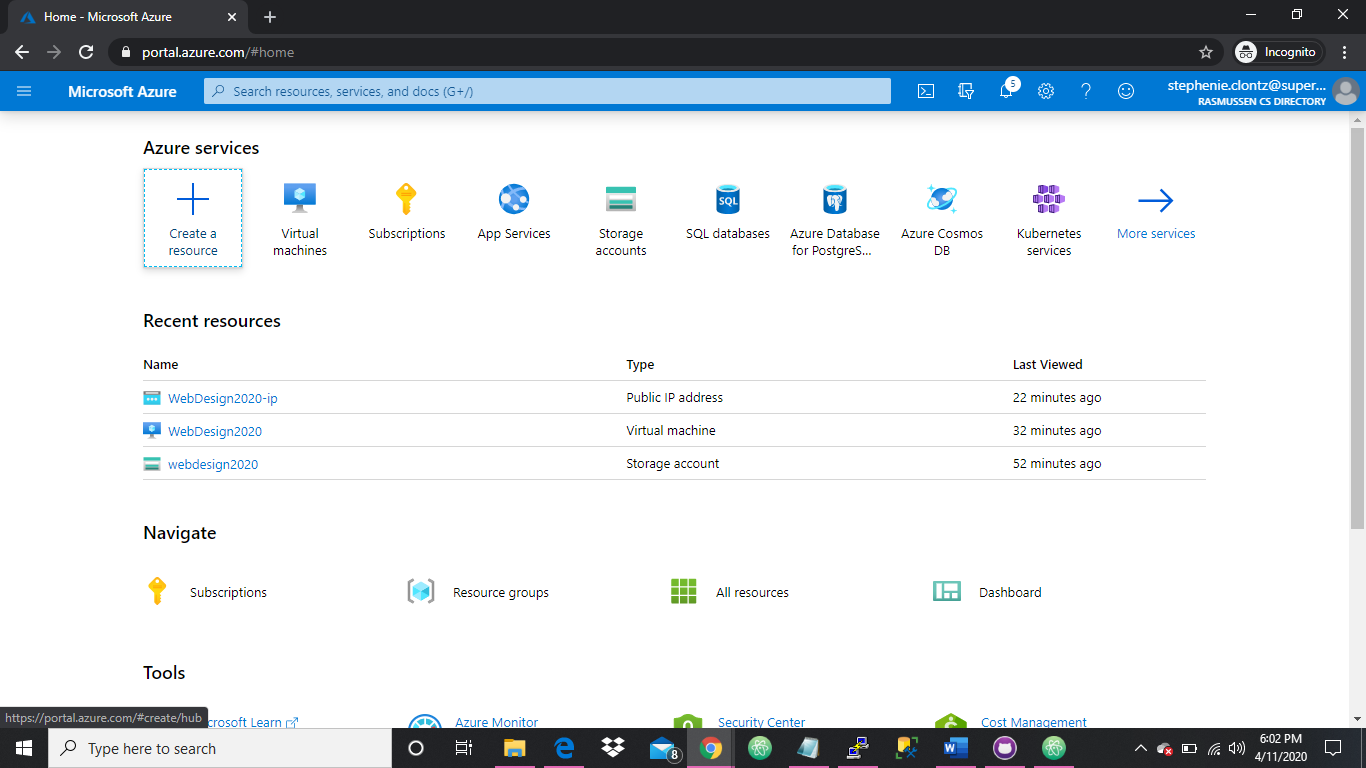 Home - Microsoft Azure
portal.azure.com/#home
Incognito
Microsoft Azure
Search resources, services, and docs (G+/)
5
stephenie.clontz@super...
RASMUSSEN CS DIRECTORY
Azure services
Create a resource
Virtual machines
Subscriptions
App Services
Storage accounts
SQL
SQL databases
Azure Database for PostgreS...
Azure Cosmos DB
Kubernetes services
More services
Recent resources
Name Type Last Viewed
WebDesign2020-ip Public IP address 22 minutes ago
WebDesign2020 Virtual machine 32 minutes ago
webdesign2020 Storage account 52 minutes ago
Navigate
Subscriptions Resource groups All resources Dashboard
Tools
crosoft Learn Azure Monitor Security Center Cost Management
https://portal.azure.com/#create/hub
Type here to search
8
6:02 PM
4/11/2020